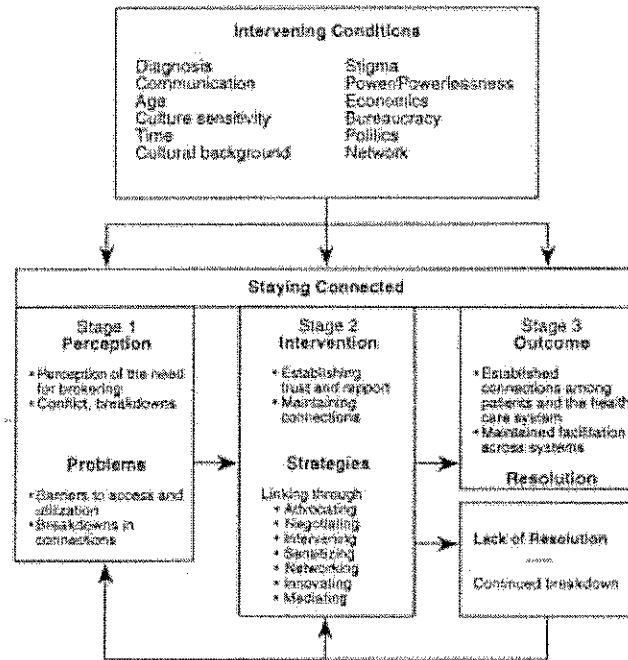 Intervening Conditions
Diagnosis
Communication
Age
Culture sensitivity
Time
Cultural background
Stigma
Power/Powerlessness
Economics
Bureaucracy
Politics
Network
Staying Connected
Stage 1
Perception
• Perception of the need
for brokering:
• Conflict, breakdowns
Problems
• Barriers to access and
utilization
• Breakdowns in
connections
Stage 2
Intervention
• Establishing
trust and rapport
• Maintaining
connections
Strategies
Linking through:
• Advocating
• Negotiating
• Intervening
• Sensitizing
• Networking
• Innovating
• Mediating
Stage 3
Outcome
• Established
connections among
patients and the health
care system
• Maintained facilitation
across systems
Resolution
Lack of Resolution
Continued breakdown